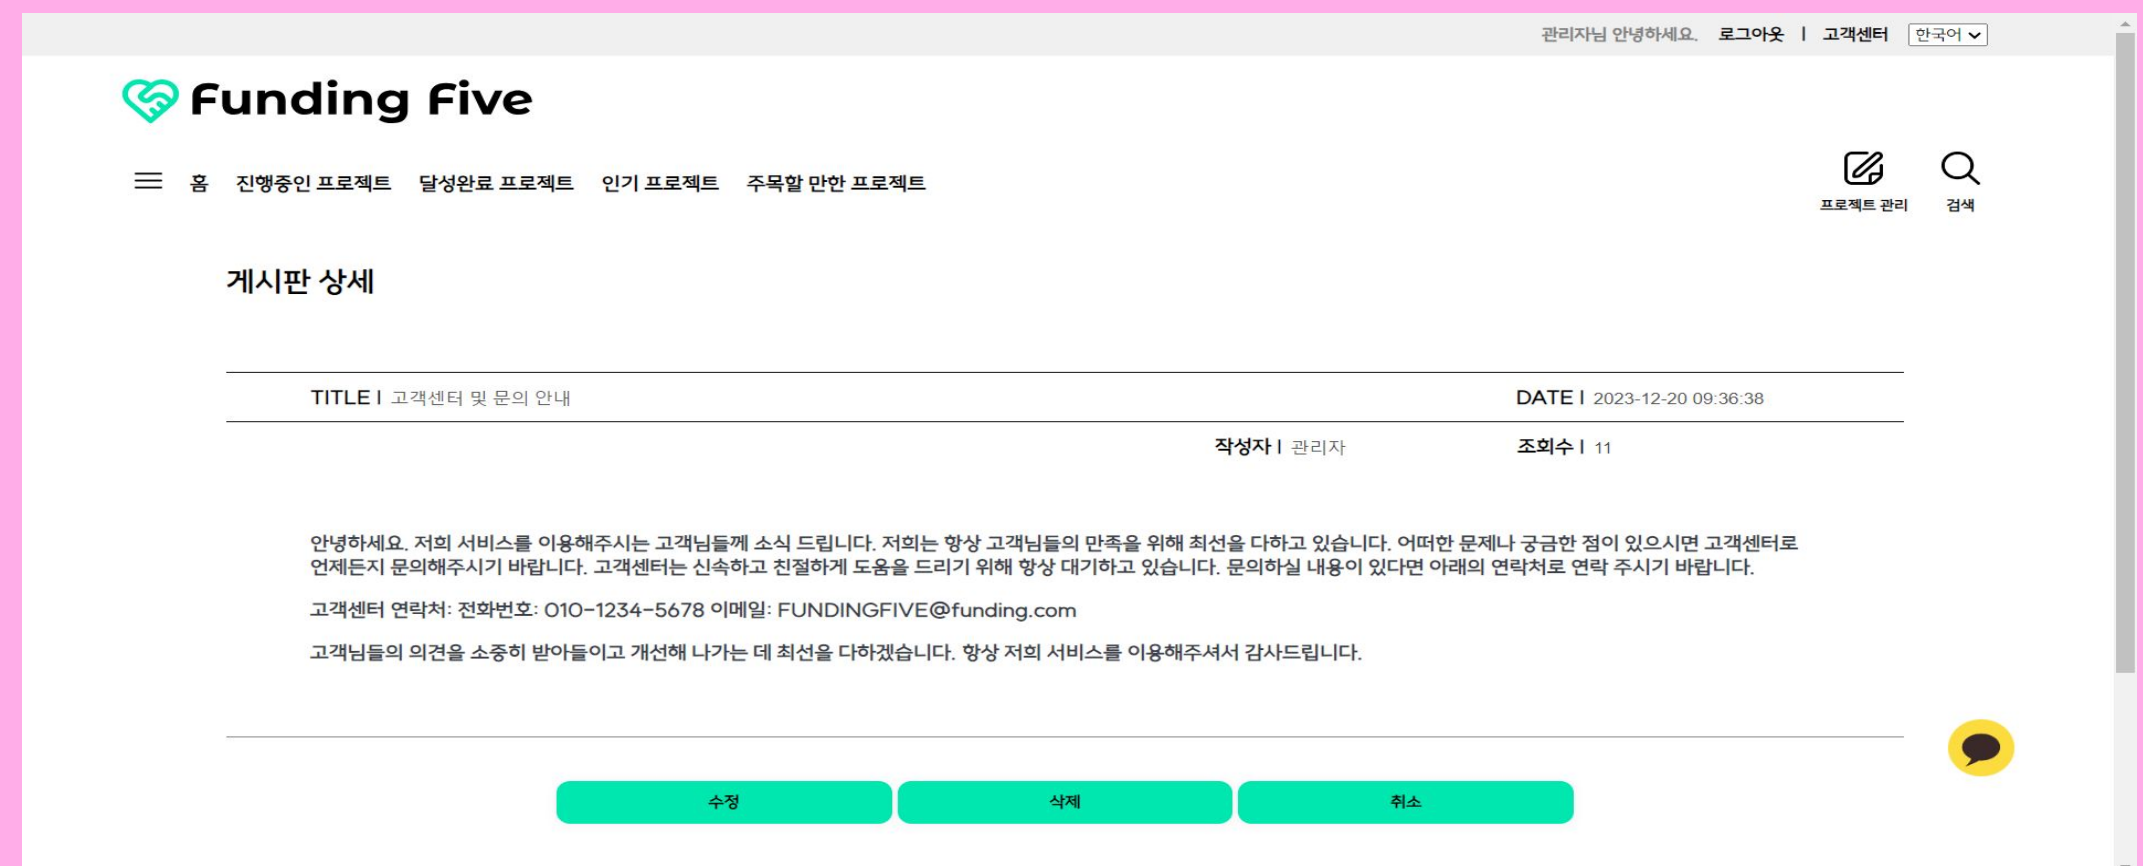 관리자님 안녕하세요. 로그아웃 | 고객센터 한국어
Funding Five
홈 진행중인 프로젝트 달성완료 프로젝트 인기 프로젝트 주목할 만한 프로젝트
프로젝트 관리 검색
게시판 상세
TITLE | 고객센터 및 문의 안내 DATE | 2023-12-20 09:36:38
작성자 | 관리자 조회수 | 11
안녕하세요. 저희 서비스를 이용해주시는 고객님들께 소식 드립니다. 저희는 항상 고객님들의 만족을 위해 최선을 다하고 있습니다. 어떠한 문제나 궁금한 점이 있으시면 고객센터로
언제든지 문의해주시기 바랍니다. 고객센터는 신속하고 친절하게 도움을 드리기 위해 항상 대기하고 있습니다. 문의하실 내용이 있다면 아래의 연락처로 연락 주시기 바랍니다.
고객센터 연락처: 전화번호: 010-1234-5678 이메일: FUNDINGFIVE@funding.com
고객님들의 의견을 소중히 받아들이고 개선해 나가는 데 최선을 다하겠습니다. 항상 저희 서비스를 이용해주셔서 감사드립니다.
수정 삭제 취소